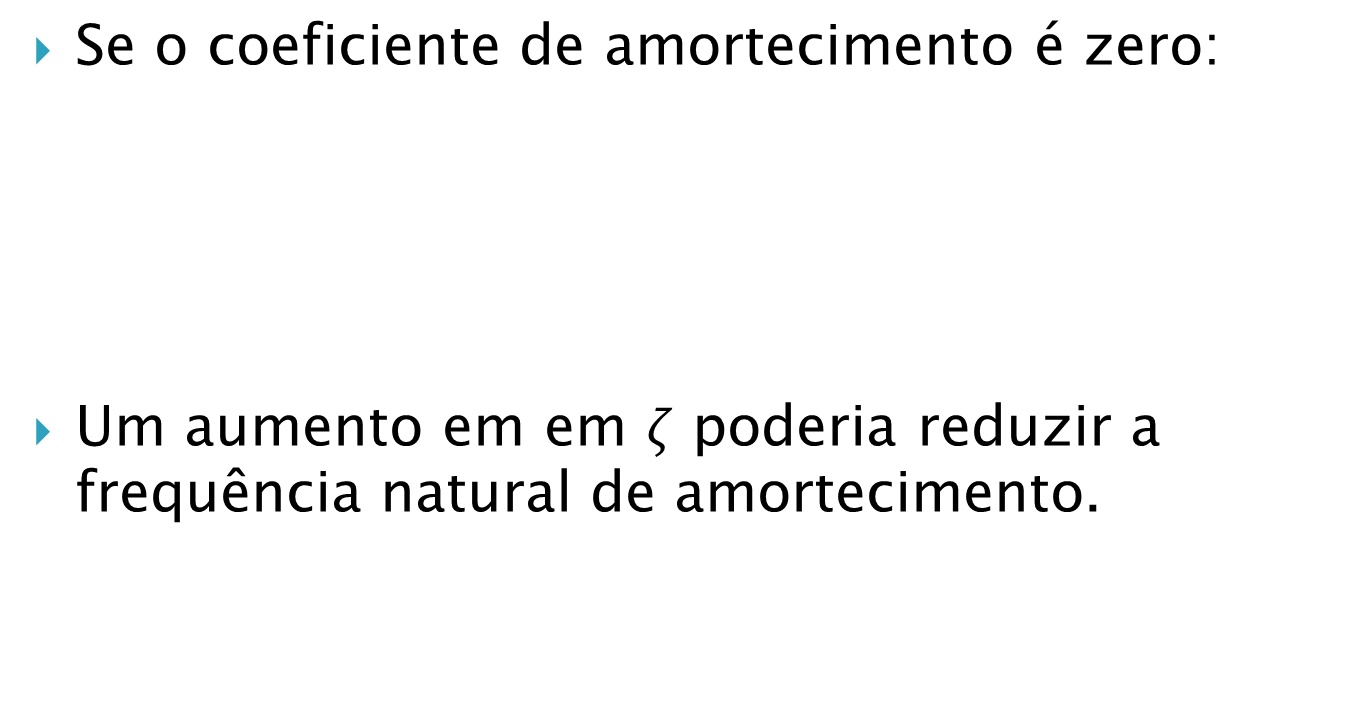 Se o coeficiente de amortecimento é zero:
Um aumento em em ζ poderia reduzir a
frequência natural de amortecimento.